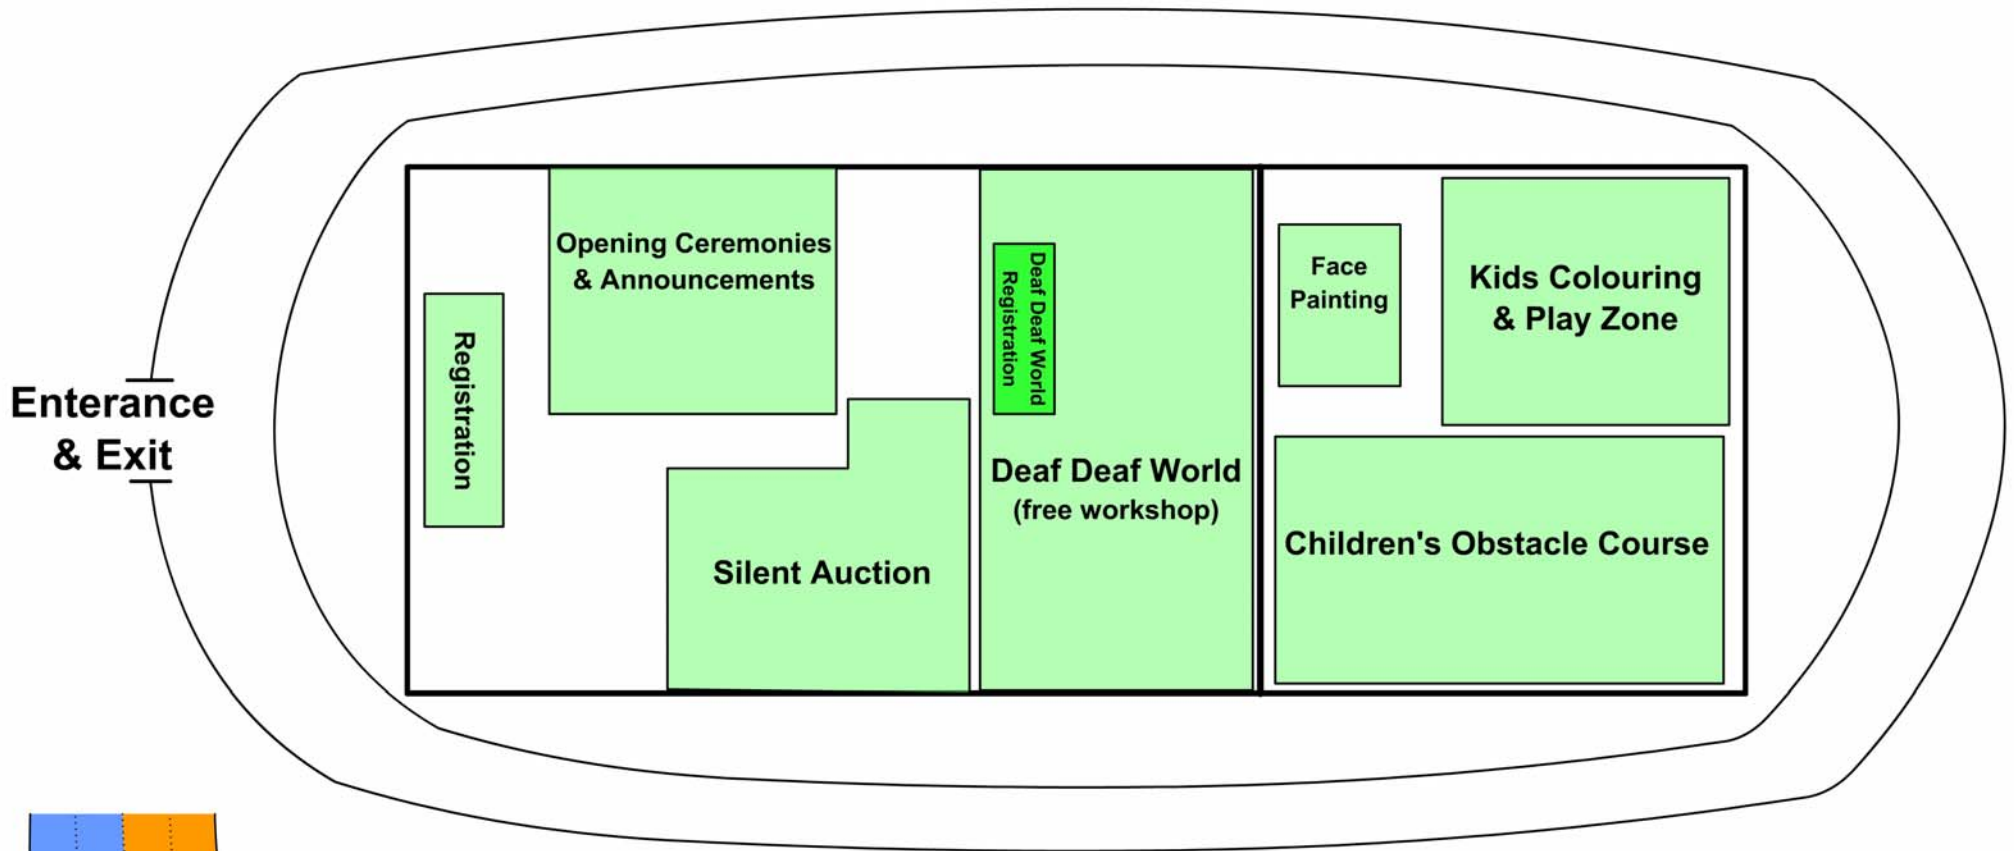 Enterance
& Exit
Registration
Opening Ceremonies
& Announcements
Silent Auction
Deaf Deaf World
Registration
Deaf Deaf World
(free workshop)
Face
Painting
Kids Colouring
& Play Zone
Children's Obstacle Course